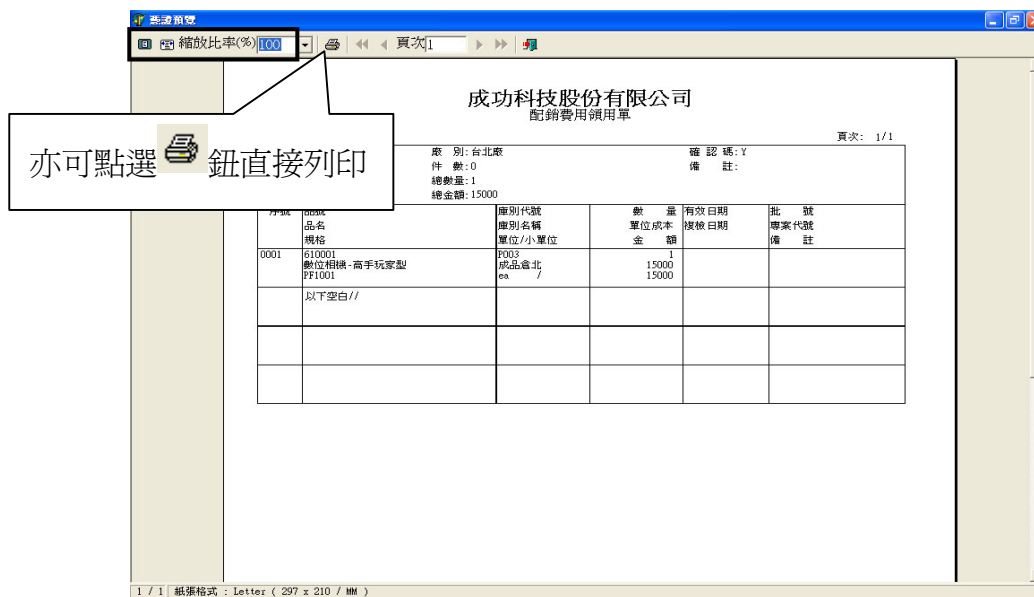 憑證預覽
縮放比率(%) 100 頁次 1
成功科技股份有限公司
配銷費用領用單
頁次: 1/1
亦可點選 鈕直接列印
廠 別:台北廠 確 認 碼:Y
件 數:0 備 註:
總數量:1
總金額:15000
序號 品號 庫別代號 數 量 有效日期 批 號
品名 庫別名稱 單位成本 複檢日期 專案代號
規格 單位/小單位 金 額 備 註
0001 610001 P003 1
數位相機-高手玩家型 成品倉北 15000
PF1001 ea / 15000
以下空白//
1 / 1 紙張格式 : Letter ( 297 x 210 / MM )